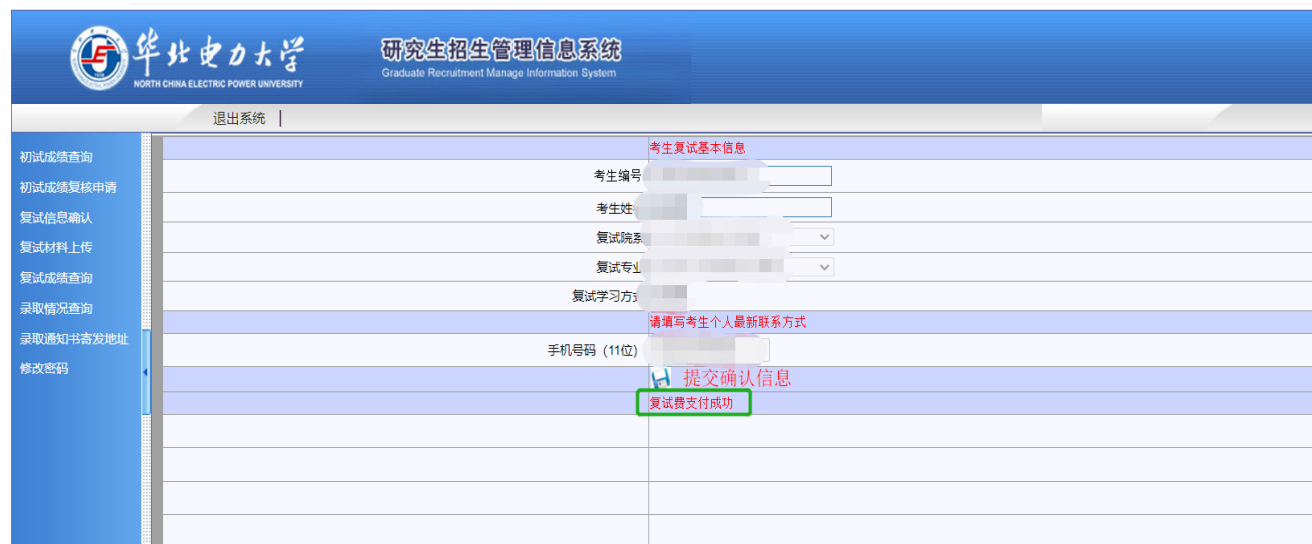 华北电力大学
NORTH CHINA ELECTRIC POWER UNIVERSITY
研究生招生管理信息系统
Graduate Recruitment Manage Information System
退出系统
初试成绩查询
初试成绩复核申请
复试信息确认
复试材料上传
复试成绩查询
录取情况查询
录取通知书寄发地址
修改密码
考生复试基本信息
考生编号
考生姓
复试院系
复试专业
复试学习方式
请填写考生个人最新联系方式
手机号码（11位）
提交确认信息
复试费支付成功